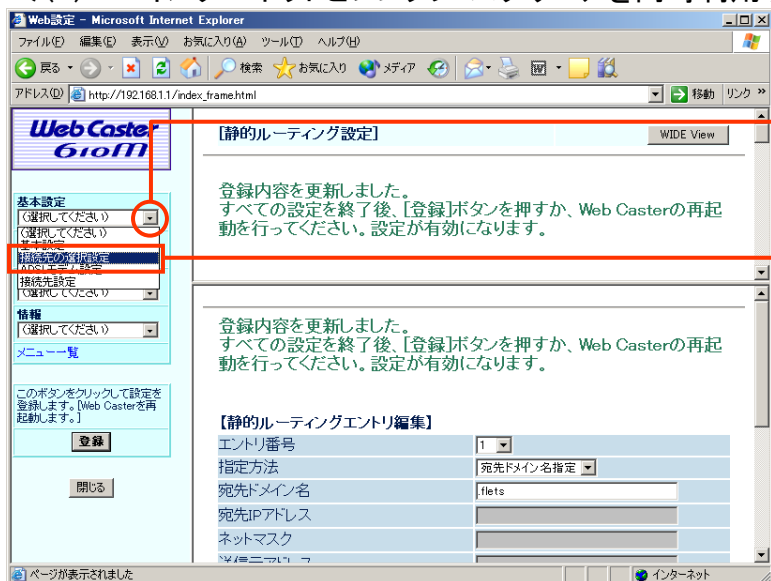 Web設定 - Microsoft Internet Explorer
ファイル(F) 編集(E) 表示(V) お気に入り(A) ツール(T) ヘルプ(H)
戻る 検索 お気に入り メディア
アドレス(D) http://192.168.1.1/index_frame.html 移動 リンク »
Web Caster
610M
基本設定
(選択してください)
(選択してください)
基本設定
接続先の選択設定
ADSLモデム設定
接続先設定
(選択してください)
情報
(選択してください)
メニュー一覧
このボタンをクリックして設定を
登録します。[Web Casterを再
起動します。]
登録
閉じる
[静的ルーティング設定] WIDE View
登録内容を更新しました。
すべての設定を終了後、[登録]ボタンを押すか、Web Casterの再起
動を行ってください。設定が有効になります。
登録内容を更新しました。
すべての設定を終了後、[登録]ボタンを押すか、Web Casterの再起
動を行ってください。設定が有効になります。
【静的ルーティングエントリ編集】
エントリ番号 1
指定方法 宛先ドメイン名指定
宛先ドメイン名 .flets
宛先IPアドレス
ネットマスク
ページが表示されました インターネット